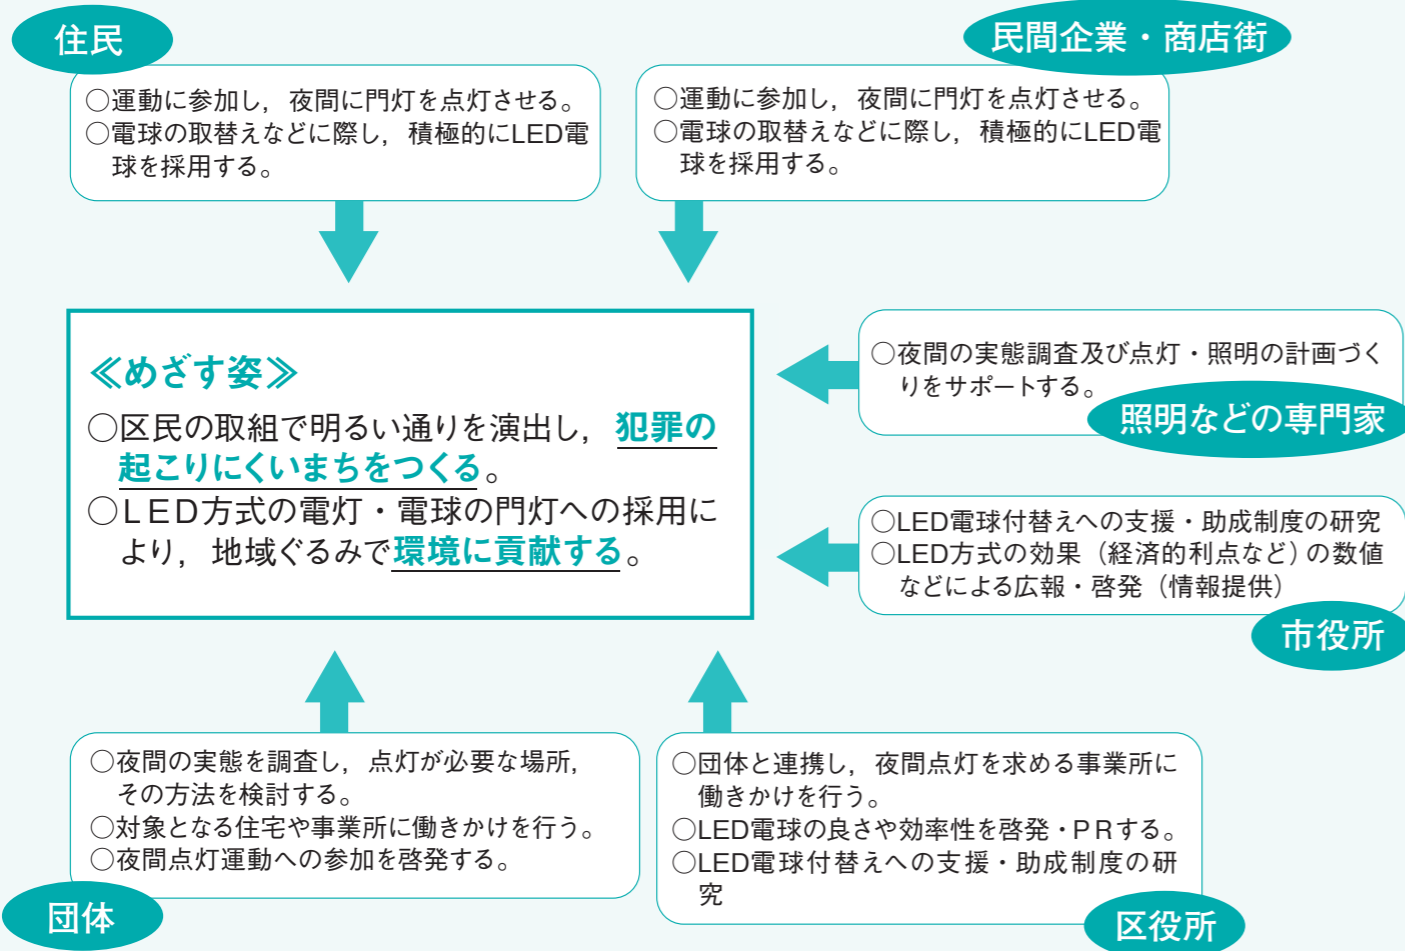 住民
○運動に参加し，夜間に門灯を点灯させる。
○電球の取替えなどに際し，積極的にLED電
球を採用する。
民間企業・商店街
○運動に参加し，夜間に門灯を点灯させる。
○電球の取替えなどに際し，積極的にLED電
球を採用する。
≪めざす姿≫
○区民の取組で明るい通りを演出し，犯罪の
起こりにくいまちをつくる。
○LED方式の電灯・電球の門灯への採用に
より，地域ぐるみで環境に貢献する。
○夜間の実態調査及び点灯・照明の計画づく
りをサポートする。
照明などの専門家
○LED電球付替えへの支援・助成制度の研究
○LED方式の効果（経済的利点など）の数値
などによる広報・啓発（情報提供）
市役所
○夜間の実態を調査し，点灯が必要な場所，
その方法を検討する。
○対象となる住宅や事業所に働きかけを行う。
○夜間点灯運動への参加を啓発する。
団体
○団体と連携し，夜間点灯を求める事業所に
働きかけを行う。
○LED電球の良さや効率性を啓発・PRする。
○LED電球付替えへの支援・助成制度の研
究
区役所